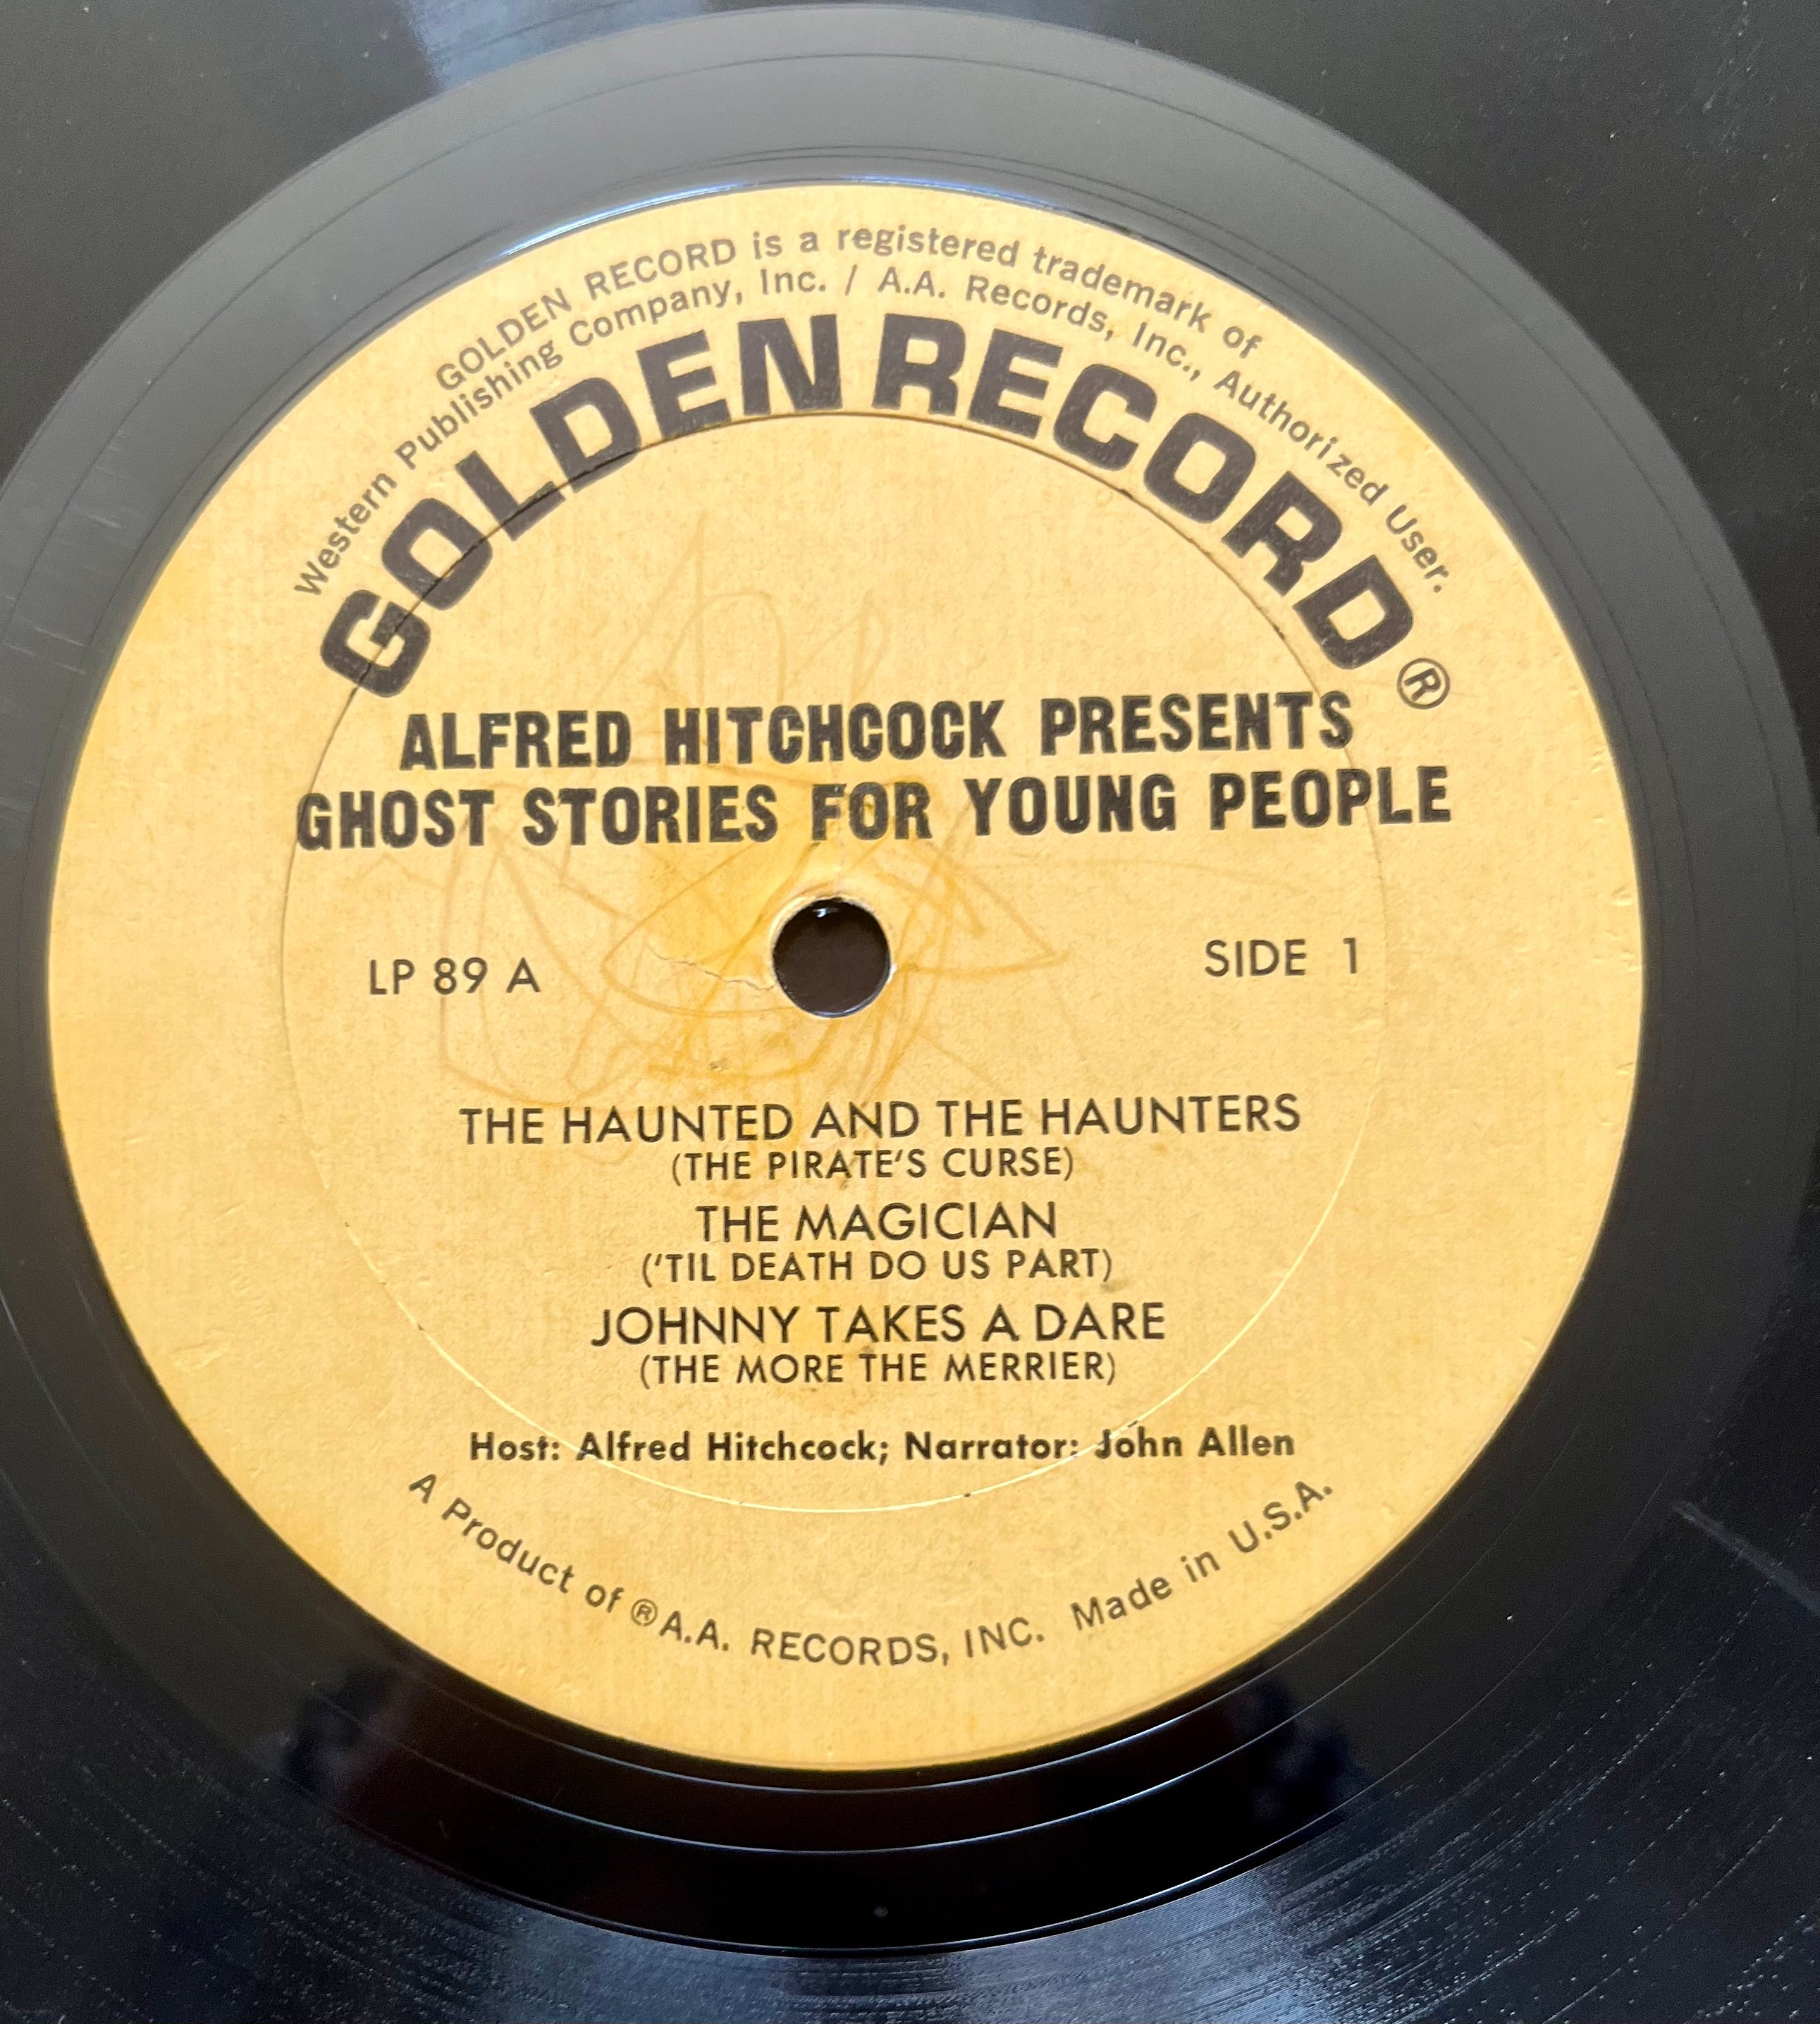 GOLDEN RECORD is a registered trademark of
Western Publishing Company, Inc. / A.A. Records, Inc., Authorized User.
GOLDEN RECORD ®
ALFRED HITCHCOCK PRESENTS
GHOST STORIES FOR YOUNG PEOPLE
LP 89 A
SIDE 1
THE HAUNTED AND THE HAUNTERS
(THE PIRATE'S CURSE)
THE MAGICIAN
('TIL DEATH DO US PART)
JOHNNY TAKES A DARE
(THE MORE THE MERRIER)
Host: Alfred Hitchcock; Narrator: John Allen
A Product of ® A.A. RECORDS, INC. Made in U.S.A.